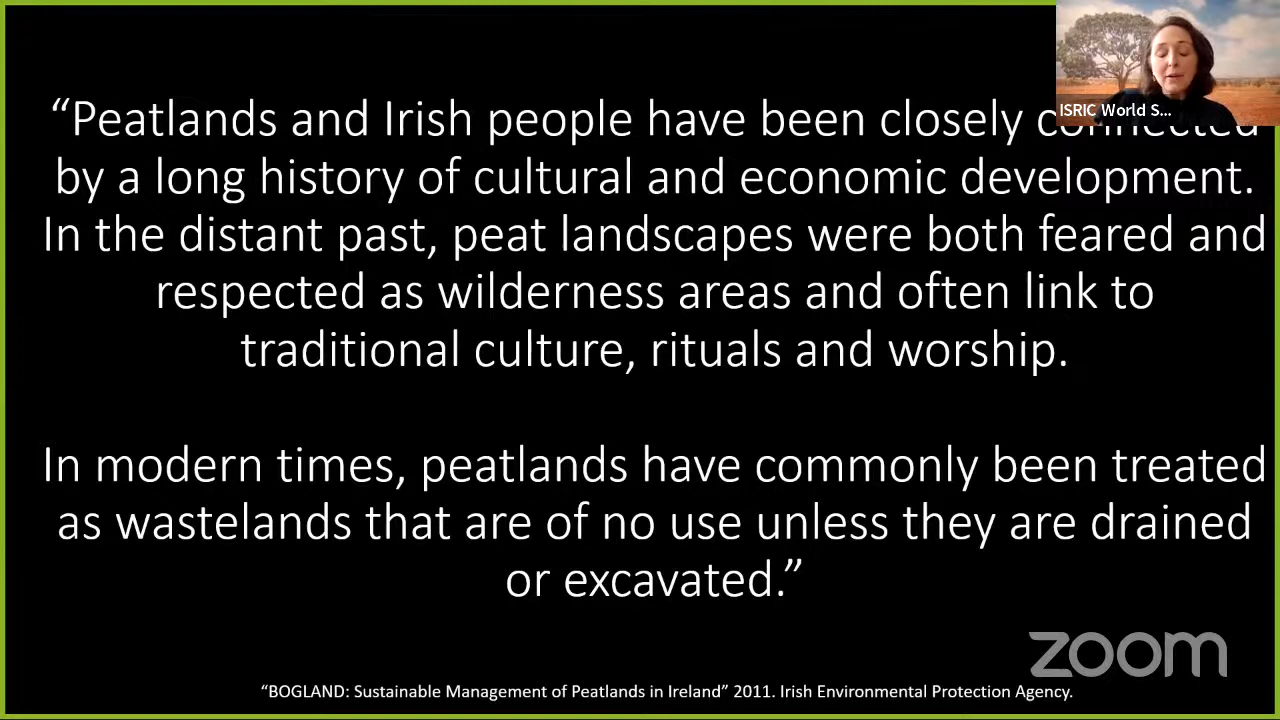 “Peatlands and Irish people have been closely connected
by a long history of cultural and economic development.
In the distant past, peat landscapes were both feared and
respected as wilderness areas and often link to
traditional culture, rituals and worship.
In modern times, peatlands have commonly been treated
as wastelands that are of no use unless they are drained
or excavated.”
“BOGLAND: Sustainable Management of Peatlands in Ireland” 2011. Irish Environmental Protection Agency.
ISRIC World S...
zoom